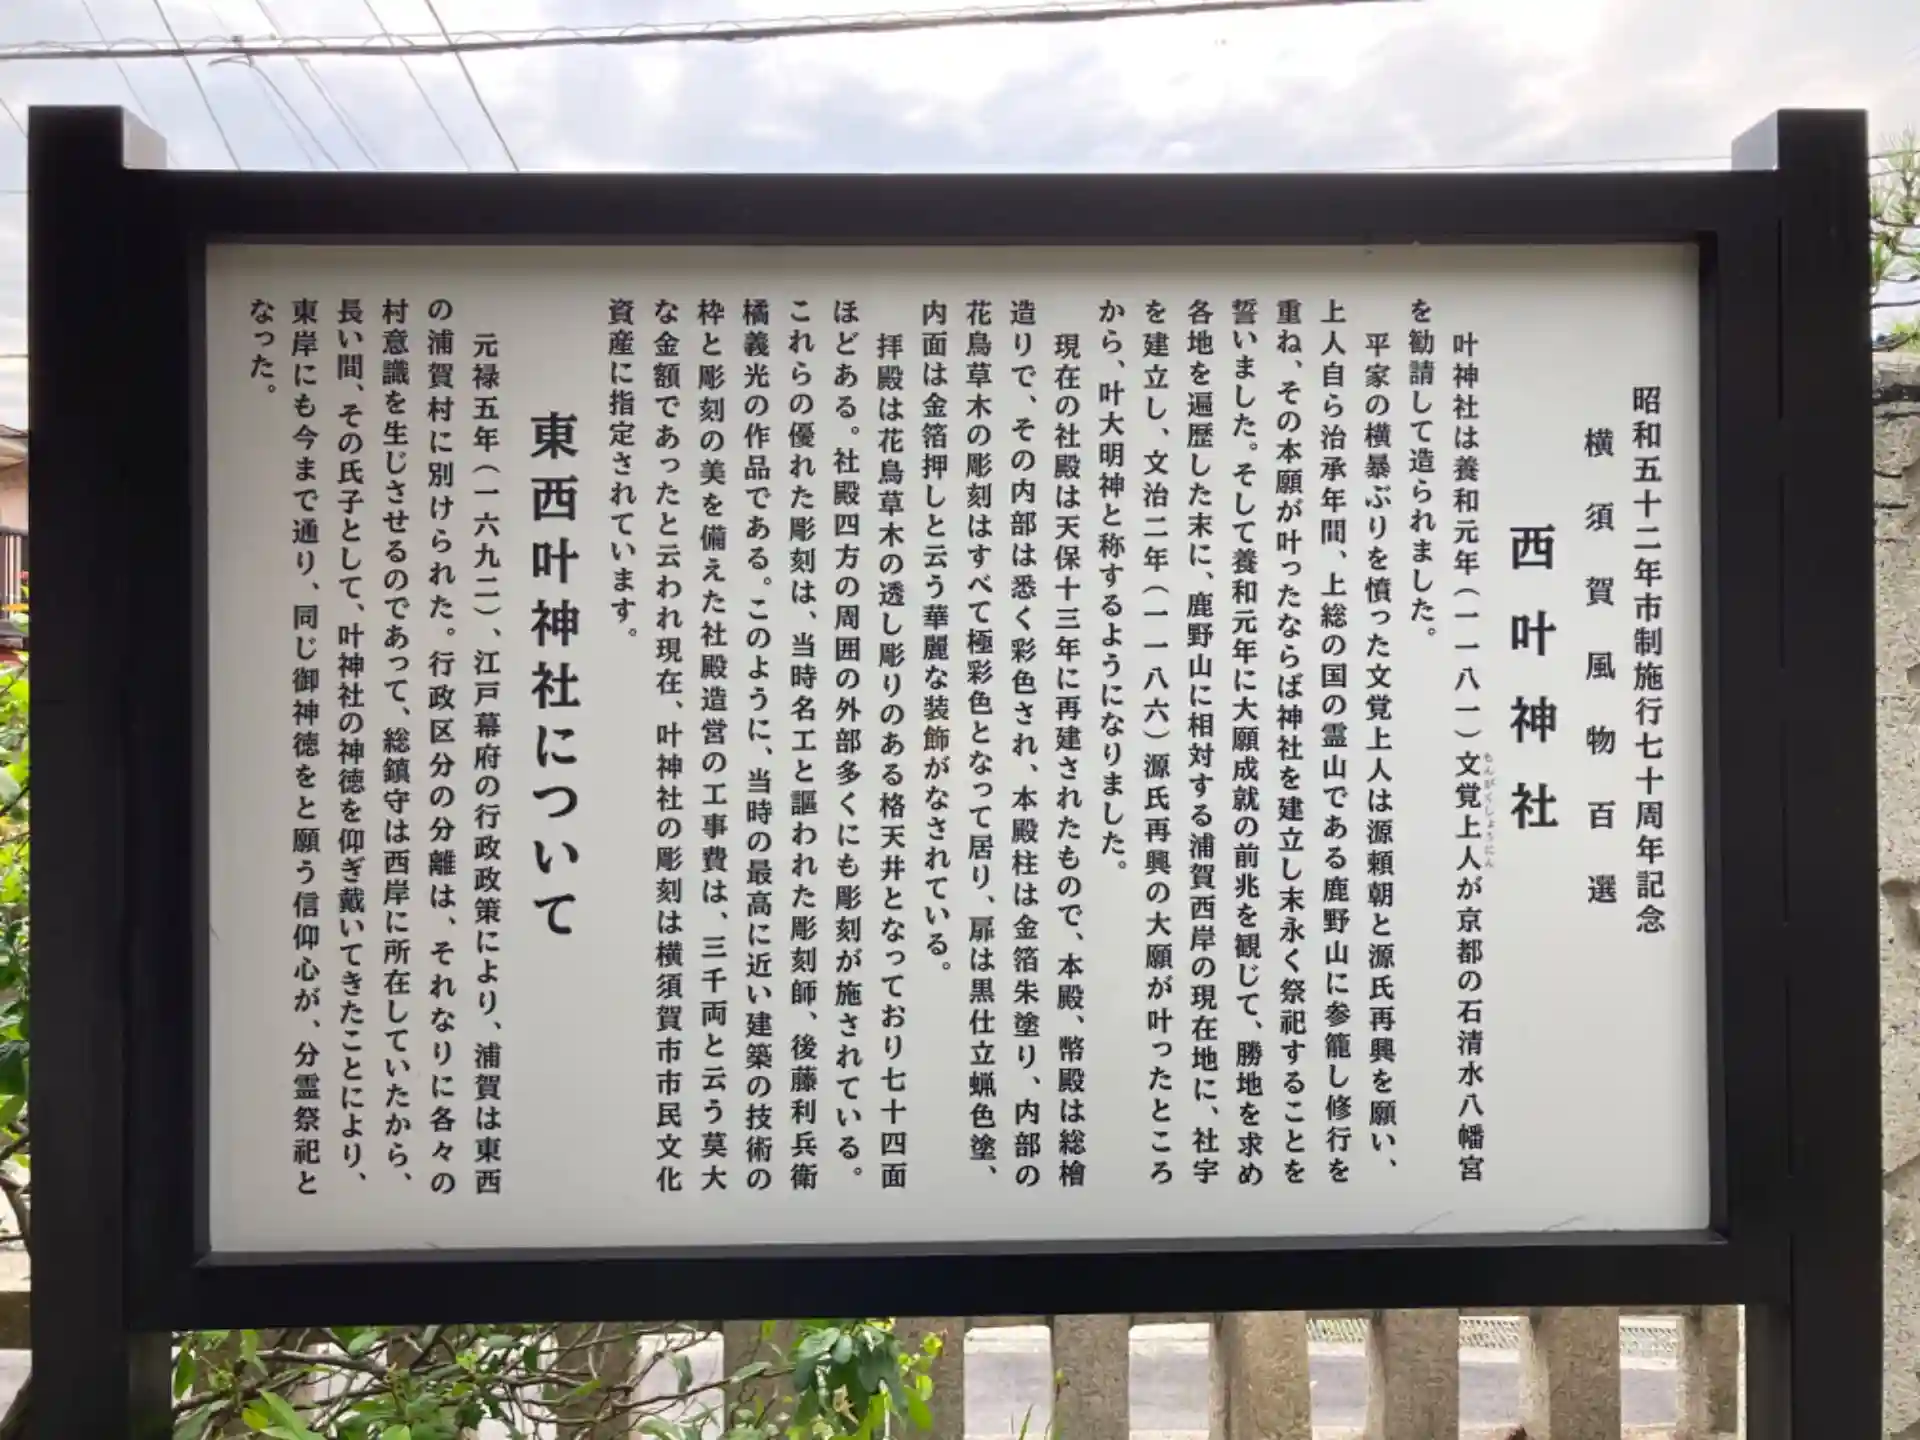 昭和五十二年市制施行七十周年記念
横須賀風物百選
西叶神社
叶神社は養和元年(一一八一)文覚上人が京都の石清水八幡宮
もんがくしょうにん
を勧請して造られました。
平家の横暴ぶりを憤った文覚上人は源頼朝と源氏再興を願い、
上人自ら治承年間、上総の国の霊山である鹿野山に参籠し修行を
重ね、その本願が叶ったならば神社を建立し末永く祭祀することを
誓いました。そして養和元年に大願成就の前兆を観じて、勝地を求め
各地を遍歴した末に、鹿野山に相対する浦賀西岸の現在地に、社宇
を建立し、文治二年(一一八六)源氏再興の大願が叶ったところ
から、叶大明神と称するようになりました。
現在の社殿は天保十三年に再建されたもので、本殿、幣殿は総檜
造りで、その内部は悉く彩色され、本殿柱は金箔朱塗り、内部の
花鳥草木の彫刻はすべて極彩色となって居り、扉は黒仕立蝋色塗、
内面は金箔押しと云う華麗な装飾がなされている。
拝殿は花鳥草木の透し彫りのある格天井となっており七十四面
ほどある。社殿四方の周囲の外部多くにも彫刻が施されている。
これらの優れた彫刻は、当時名工と謳われた彫刻師、後藤利兵衛
橘義光の作品である。このように、当時の最高に近い建築の技術の
枠と彫刻の美を備えた社殿造営の工事費は、三千両と云う莫大
な金額であったと云われ現在、叶神社の彫刻は横須賀市市民文化
資産に指定されています。
東西叶神社について
元禄五年(一六九二)、江戸幕府の行政政策により、浦賀は東西
の浦賀村に別けられた。行政区分の分離は、それなりに各々の
村意識を生じさせるのであって、総鎮守は西岸に所在していたから、
長い間、その氏子として、叶神社の神徳を仰ぎ戴いてきたことにより、
東岸にも今まで通り、同じ御神徳をと願う信仰心が、分霊祭祀と
なった。